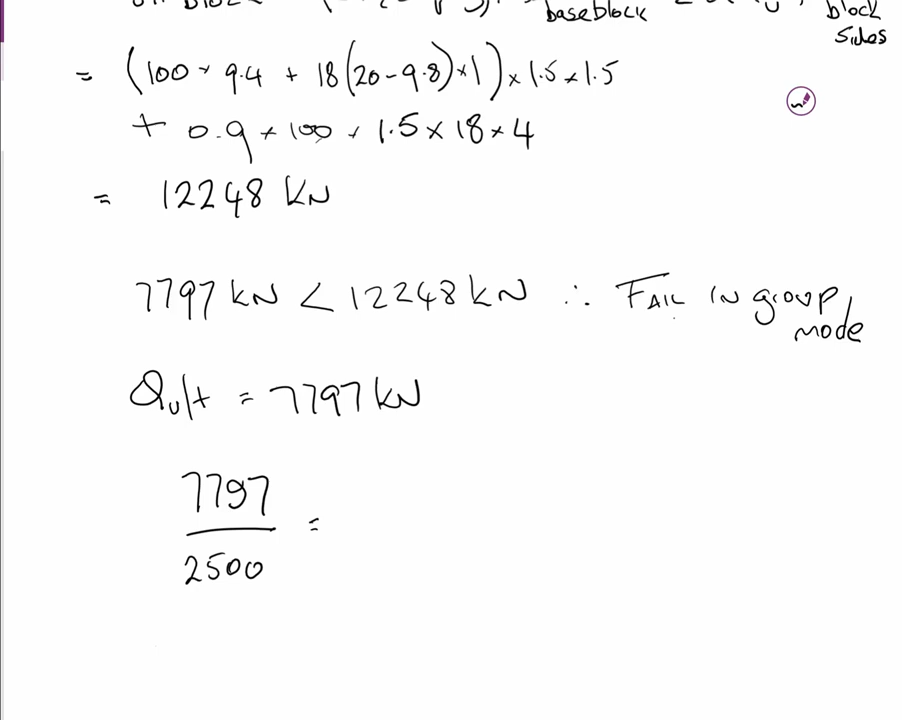 baseblock
block
sides
= (100 × 9.4 + 18(20-9.8)×1) × 1.5 × 1.5
+ 0.9 × 100 × 1.5 × 18 × 4
= 12248 kN
7797 kN < 12248 kN ∴ FAIL IN group mode
Qult = 7797 kN
7797
2500 =